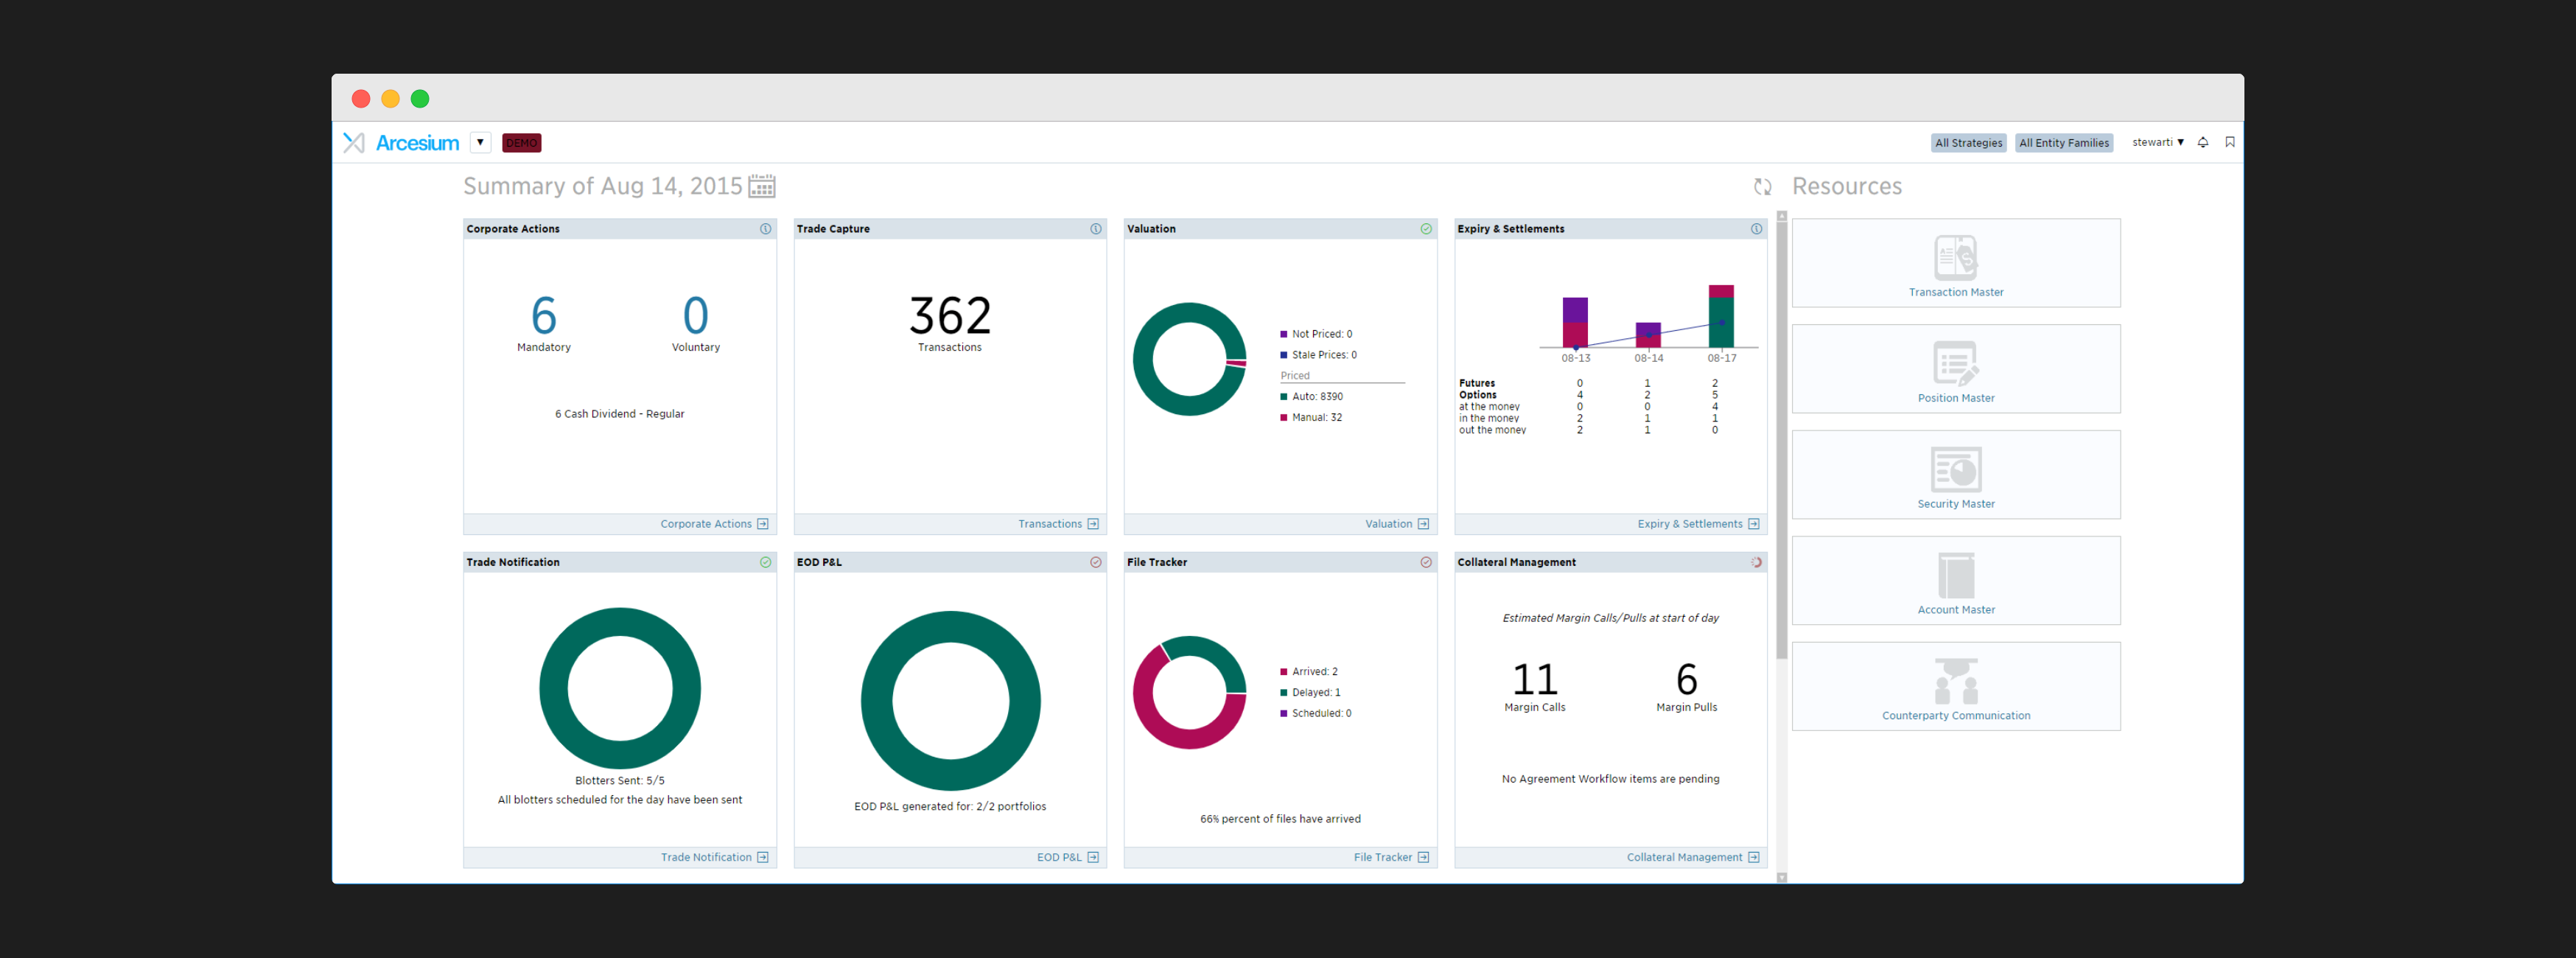 Arcesium ▼ DEMO All Strategies All Entity Families stewarti ▼
Summary of Aug 14, 2015
Resources
Corporate Actions
6 0
Mandatory Voluntary
6 Cash Dividend - Regular
Corporate Actions
Trade Capture
362
Transactions
Transactions
Valuation
Not Priced: 0
Stale Prices: 0
Priced
Auto: 8390
Manual: 32
Valuation
Expiry & Settlements
08-13 08-14 08-17
Futures 0 1 2
Options 4 2 5
at the money 0 0 4
in the money 2 1 1
out the money 2 1 0
Expiry & Settlements
Trade Notification
Blotters Sent: 5/5
All blotters scheduled for the day have been sent
Trade Notification
EOD P&L
EOD P&L generated for: 2/2 portfolios
EOD P&L
File Tracker
Arrived: 2
Delayed: 1
Scheduled: 0
66% percent of files have arrived
File Tracker
Collateral Management
Estimated Margin Calls/Pulls at start of day
11 6
Margin Calls Margin Pulls
No Agreement Workflow items are pending
Collateral Management
Transaction Master
Position Master
Security Master
Account Master
Counterparty Communication